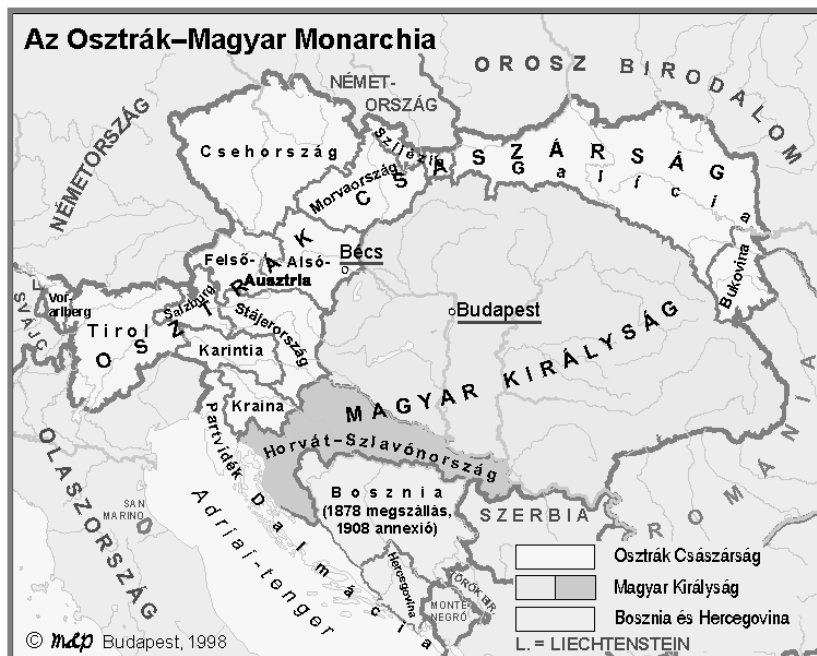 Az Osztrák–Magyar Monarchia
OROSZ BIRODALOM
NÉMET-
ORSZÁG
NÉMETORSZÁG
Csehország
Szilézia
Morvaország
OSZTRÁK CSÁSZÁRSÁG
Galícia
Bukovina
Felső-
Alsó-
Ausztria
Bécs
Budapest
L.
SVÁJC
Vor-
arlberg
Tirol
Salzburg
Stájerország
Karintia
Kraina
MAGYAR KIRÁLYSÁG
Horvát–Szlavónország
Partvidék
Dalmácia
Adriai-tenger
OLASZORSZÁG
SAN
MARINO
Bosznia
(1878 megszállás,
1908 annexió)
Hercegovina
SZERBIA
ROMÁNIA
MONTE-
NEGRÓ
TÖRÖK BIR.
Osztrák Császárság
Magyar Királyság
Bosznia és Hercegovina
L. = LIECHTENSTEIN
© mdp Budapest, 1998